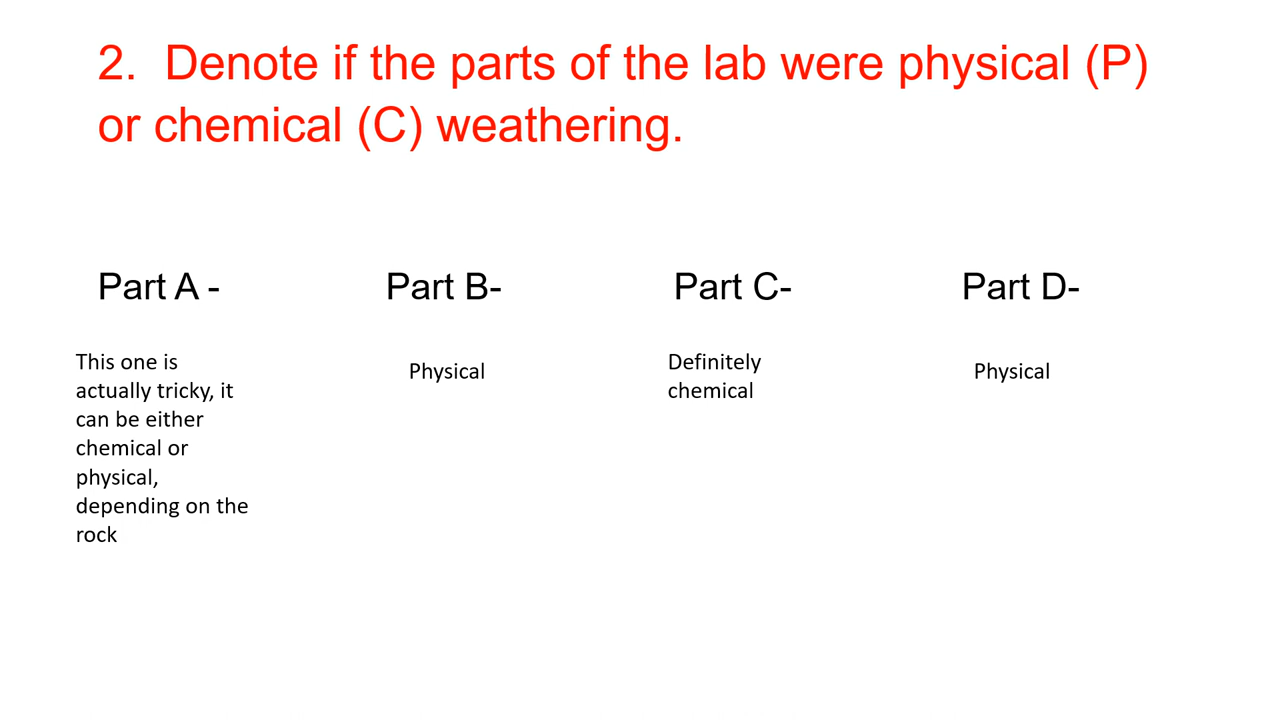 2.  Denote if the parts of the lab were physical (P)
or chemical (C) weathering.
Part A -
This one is
actually tricky, it
can be either
chemical or
physical,
depending on the
rock
Part B-
Physical
Part C-
Definitely
chemical
Part D-
Physical